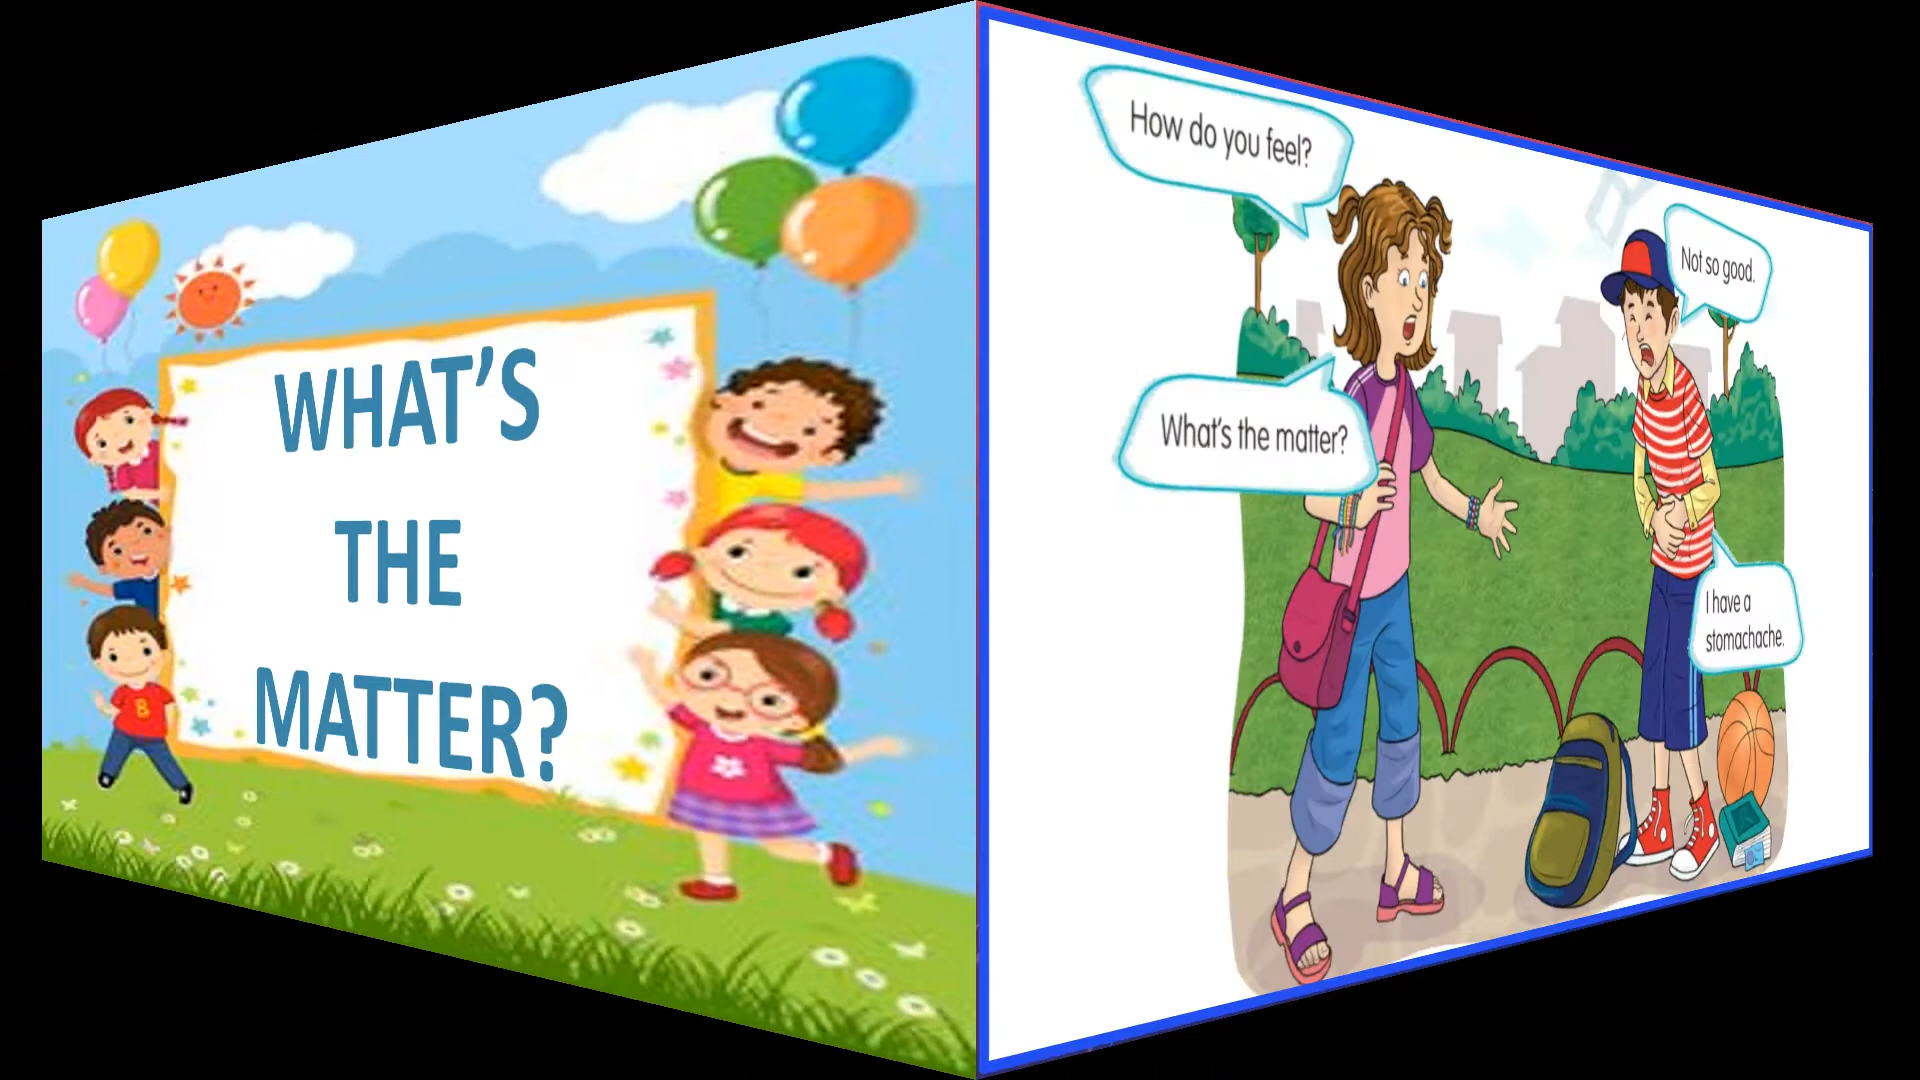 WHAT'S
THE
MATTER?
How do you feel?
Not so good.
What's the matter?
I have a
stomachache.
B